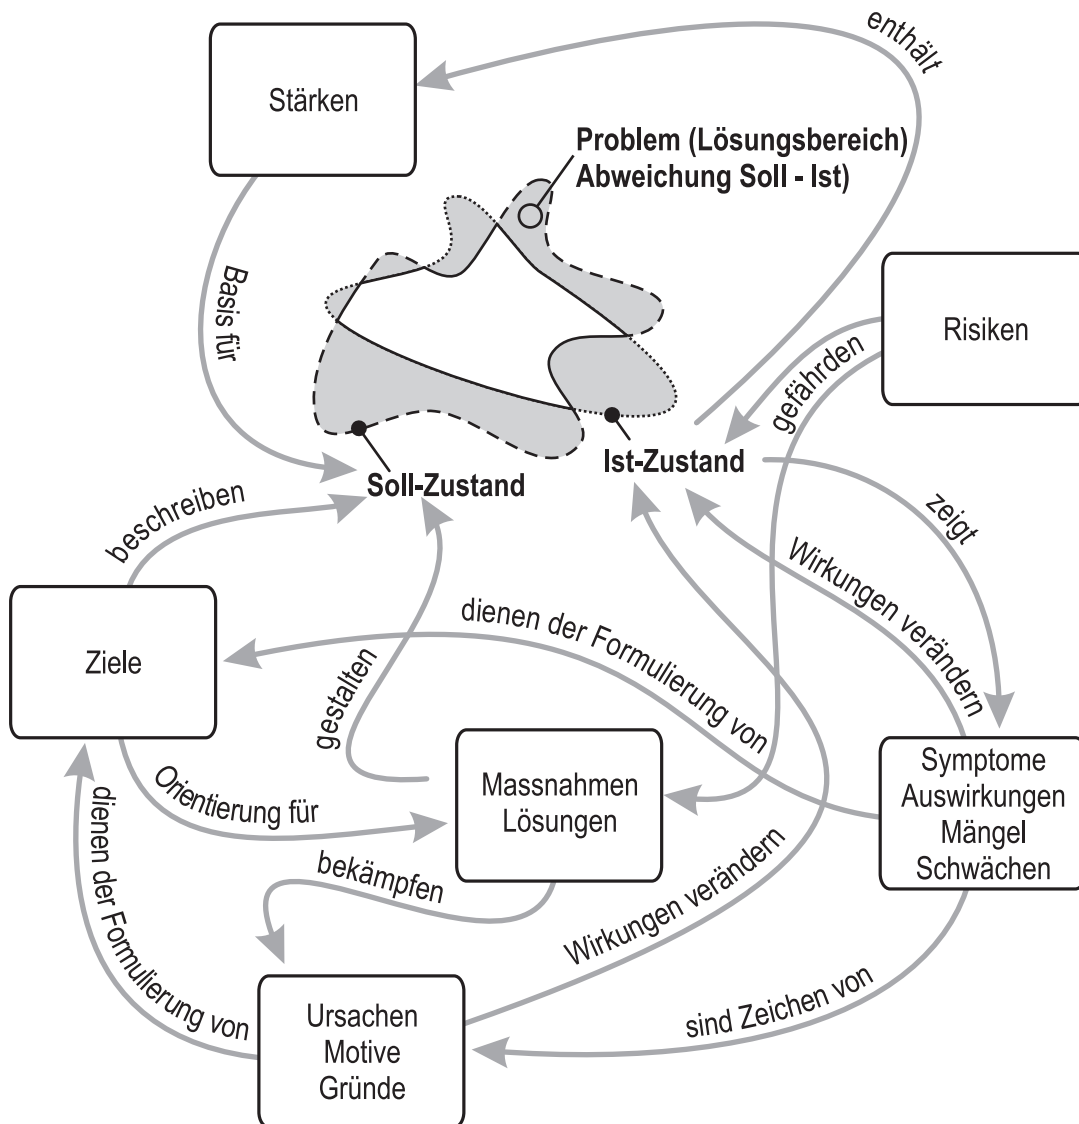 enthält
Stärken
Problem (Lösungsbereich)
Abweichung Soll - Ist)
Basis für
Risiken
gefährden
Ist-Zustand
Soll-Zustand
beschreiben
zeigt
Wirkungen verändern
dienen der Formulierung von
Ziele
gestalten
Massnahmen
Lösungen
Symptome
Auswirkungen
Mängel
Schwächen
Orientierung für
dienen der Formulierung von
bekämpfen
Wirkungen verändern
sind Zeichen von
Ursachen
Motive
Gründe